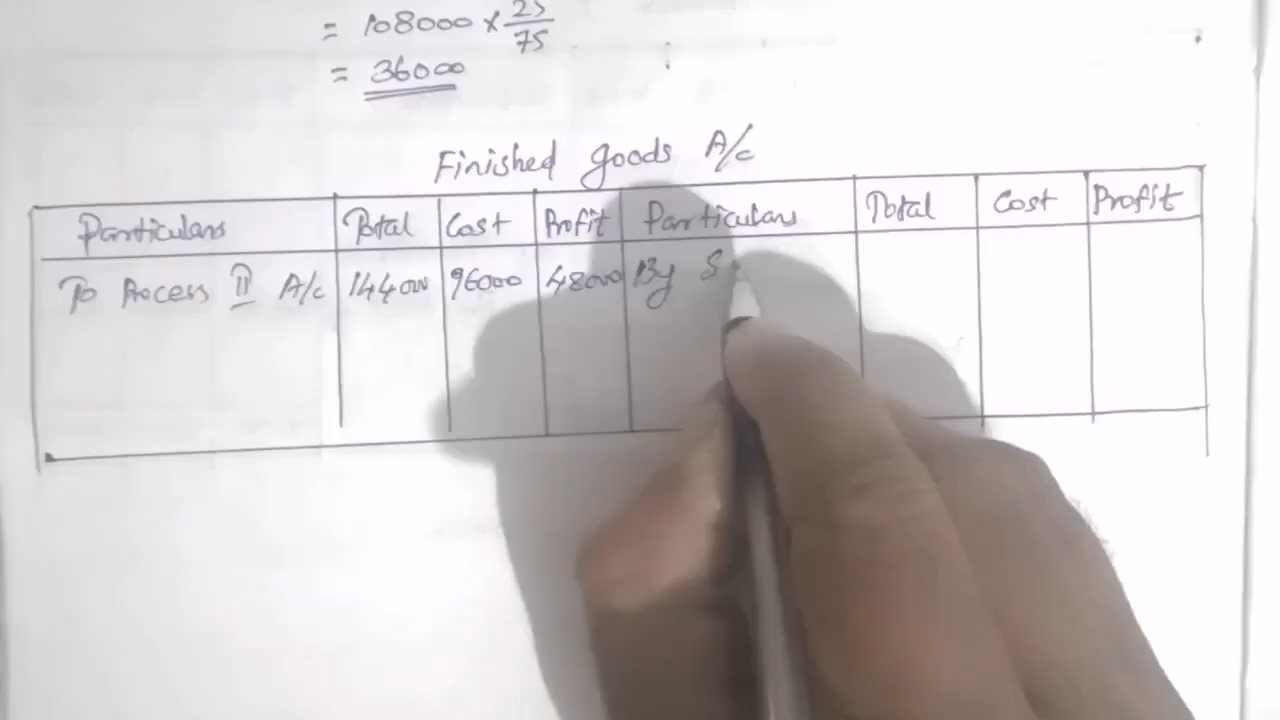 = 108000 × 25/75
= 36000
Finished goods A/c
Particulars Total Cost Profit Particulars Total Cost Profit
To Process II A/c 144000 96000 48000 By S